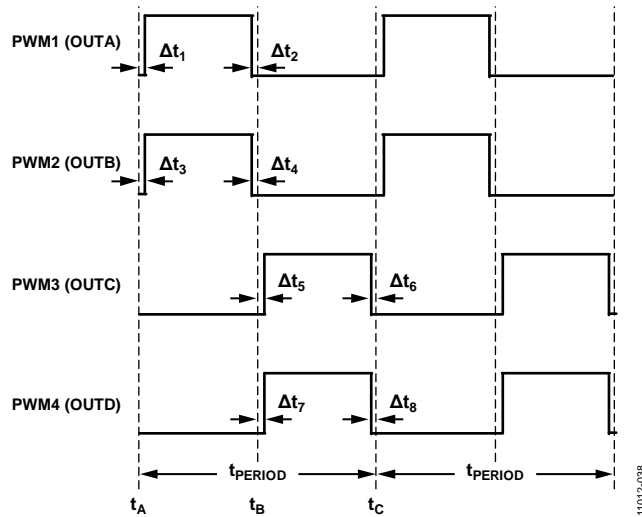 PWM1 (OUTA)
Δt1
Δt2
PWM2 (OUTB)
Δt3
Δt4
PWM3 (OUTC)
Δt5
Δt6
PWM4 (OUTD)
Δt7
Δt8
tPERIOD
tPERIOD
tA
tB
tC
11012-038